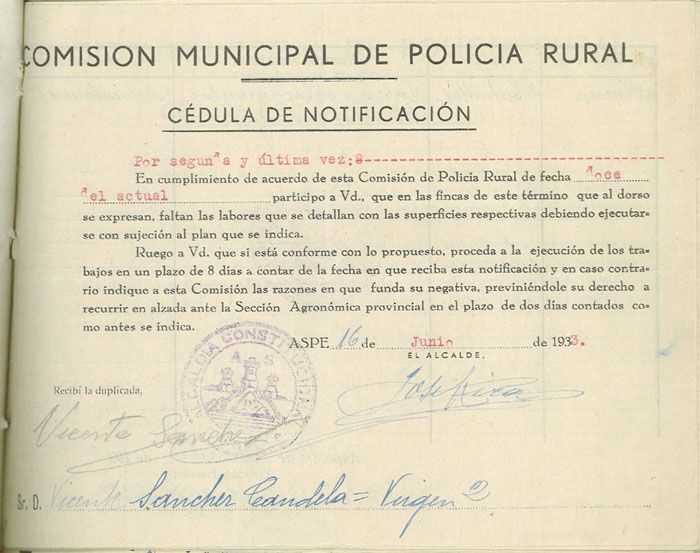 COMISION MUNICIPAL DE POLICIA RURAL
CÉDULA DE NOTIFICACIÓN
Por segunda y última vez:8-
En cumplimiento de acuerdo de esta Comisión de Policía Rural de fecha doce
del actual participo a Vd., que en las fincas de este término que al dorso
se expresan, faltan las labores que se detallan con las superficies respectivas debiendo ejecutar-
se con sujeción al plan que se indica.
Ruego a Vd. que si está conforme con lo propuesto, proceda a la ejecución de los tra-
bajos en un plazo de 8 días a contar de la fecha en que reciba esta notificación y en caso contra-
rio indique a esta Comisión las razones en que funda su negativa, previniéndole su derecho a
recurrir en alzada ante la Sección Agronómica provincial en el plazo de dos días contados co-
mo antes se indica.
ASPE 16 de Junio de 1933.
EL ALCALDE,
ALCALDIA CONSTITUCIONAL
A S
Recibí la duplicada,
José
Vicente Sanchez
Sr. D. Vicente Sancher Candela = Virgen 2